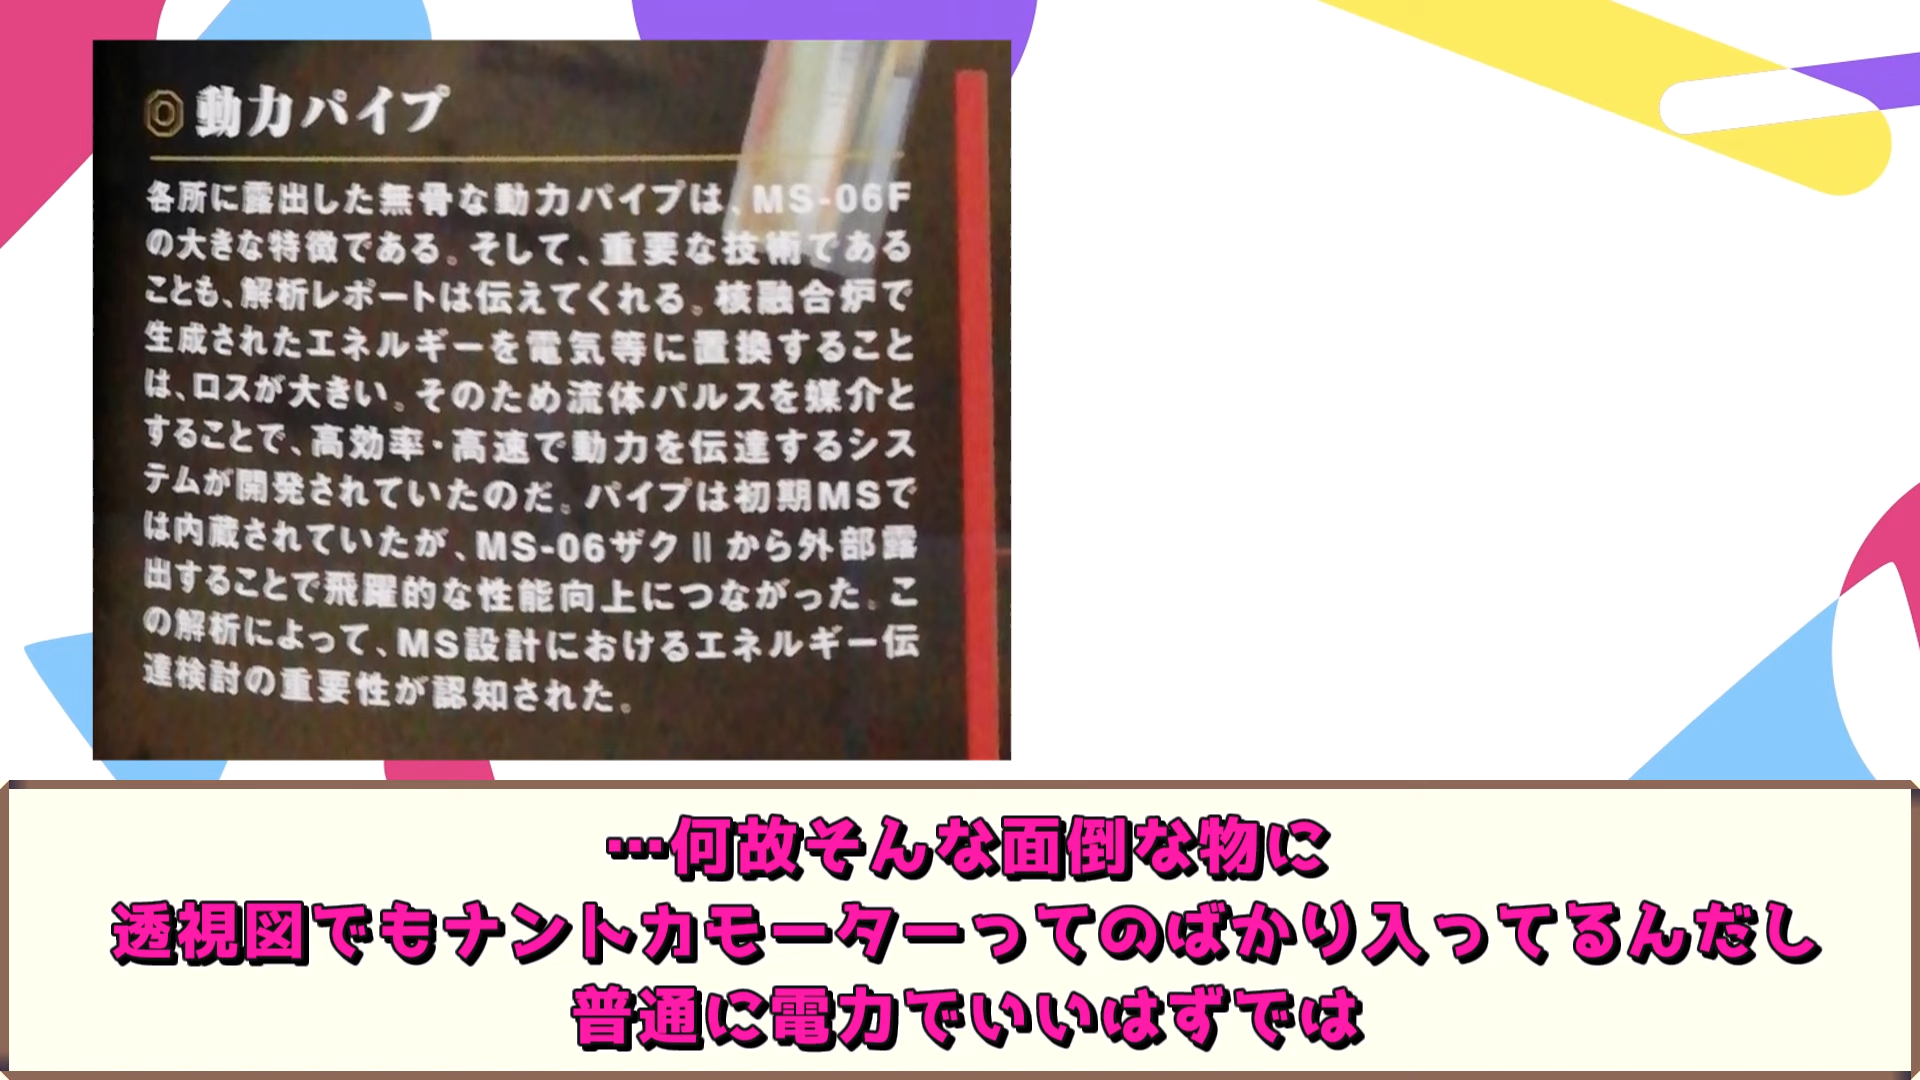 動力パイプ
各所に露出した無骨な動力パイプは、MS-06F
の大きな特徴である。そして、重要な技術である
ことも、解析レポートは伝えてくれる。核融合炉で
生成されたエネルギーを電気等に置換すること
は、ロスが大きい。そのため流体パルスを媒介と
することで、高効率・高速で動力を伝達するシス
テムが開発されていたのだ。パイプは初期MSで
は内蔵されていたが、MS-06ザクⅡから外部露
出することで飛躍的な性能向上につながった。こ
の解析によって、MS設計におけるエネルギー伝
達検討の重要性が認知された。
…何故そんな面倒な物に
透視図でもナントカモーターってのばかり入ってるんだし
普通に電力でいいはずでは